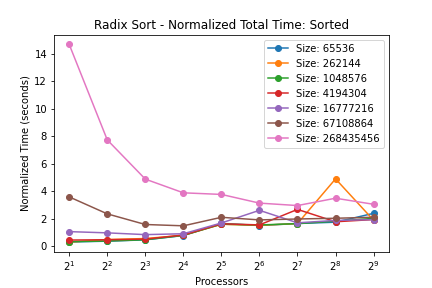 Radix Sort - Normalized Total Time: Sorted
Normalized Time (seconds)
14
12
10
8
6
4
2
0
Size: 65536
Size: 262144
Size: 1048576
Size: 4194304
Size: 16777216
Size: 67108864
Size: 268435456
2¹ 2² 2³ 2⁴ 2⁵ 2⁶ 2⁷ 2⁸ 2⁹
Processors